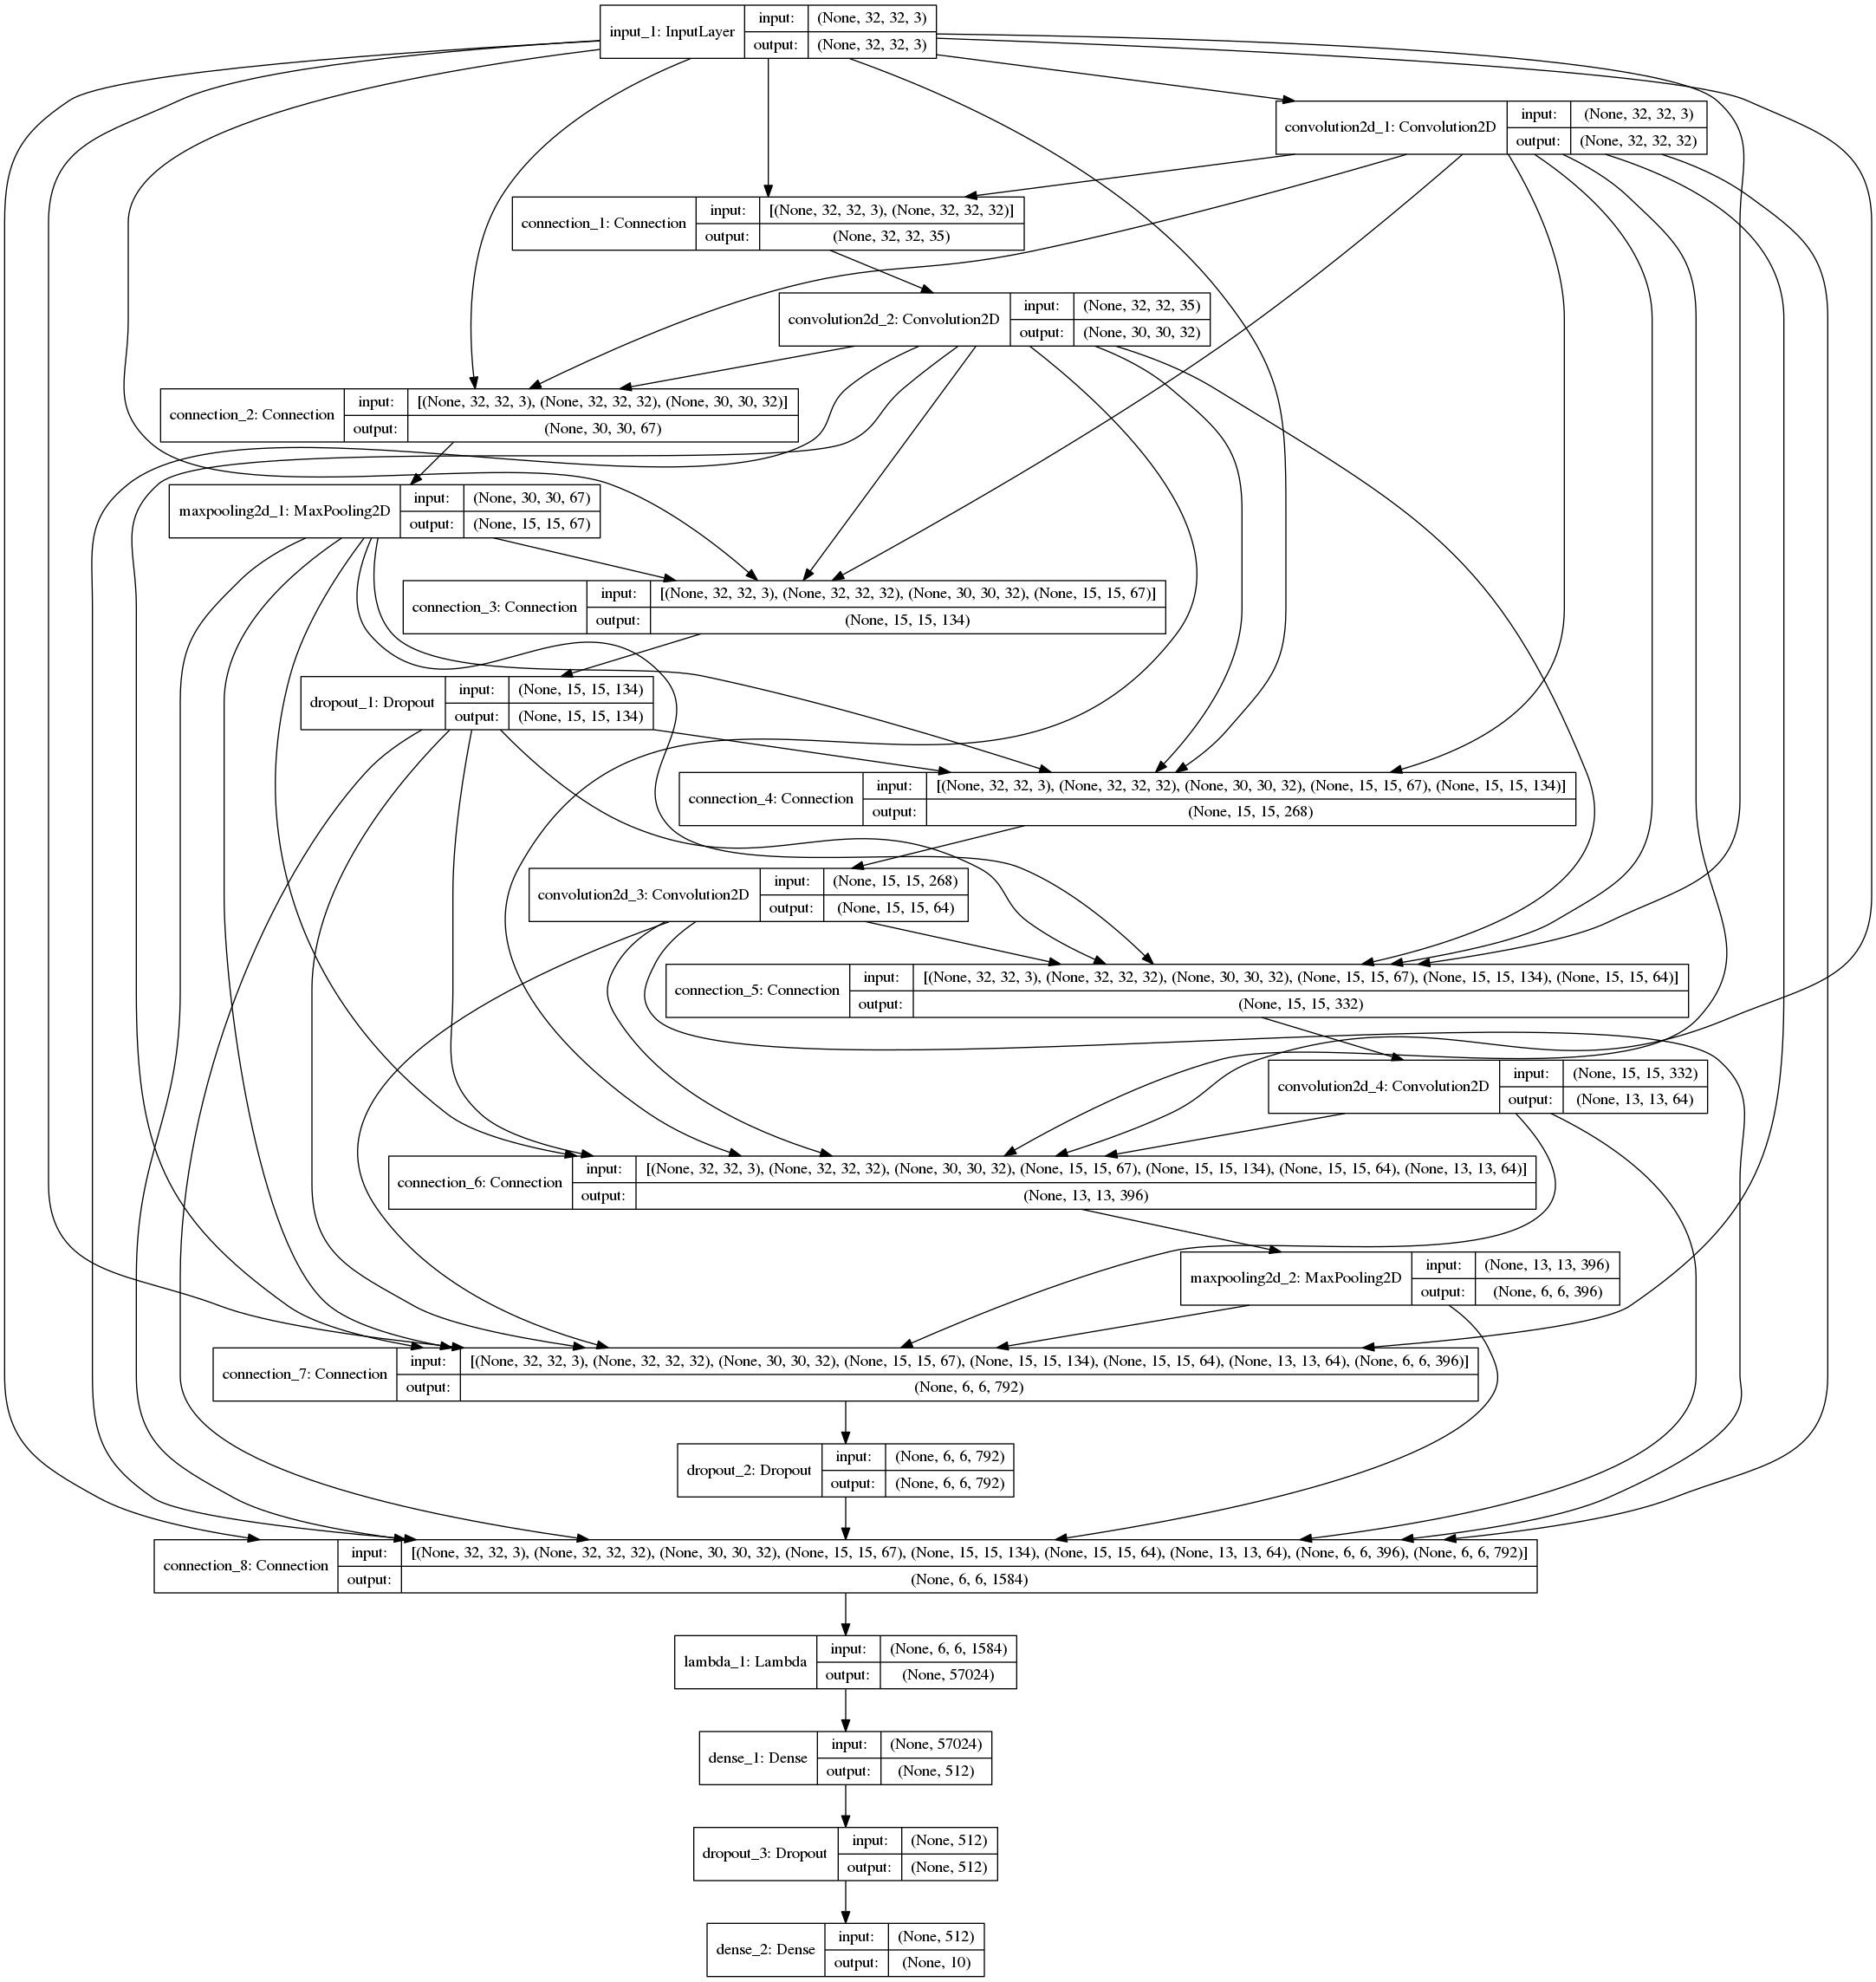 input_1: InputLayer
input:
(None, 32, 32, 3)
output:
(None, 32, 32, 3)
convolution2d_1: Convolution2D
input:
(None, 32, 32, 3)
output:
(None, 32, 32, 32)
connection_1: Connection
input:
[(None, 32, 32, 3), (None, 32, 32, 32)]
output:
(None, 32, 32, 35)
convolution2d_2: Convolution2D
input:
(None, 32, 32, 35)
output:
(None, 30, 30, 32)
connection_2: Connection
input:
[(None, 32, 32, 3), (None, 32, 32, 32), (None, 30, 30, 32)]
output:
(None, 30, 30, 67)
maxpooling2d_1: MaxPooling2D
input:
(None, 30, 30, 67)
output:
(None, 15, 15, 67)
connection_3: Connection
input:
[(None, 32, 32, 3), (None, 32, 32, 32), (None, 30, 30, 32), (None, 15, 15, 67)]
output:
(None, 15, 15, 134)
dropout_1: Dropout
input:
(None, 15, 15, 134)
output:
(None, 15, 15, 134)
connection_4: Connection
input:
[(None, 32, 32, 3), (None, 32, 32, 32), (None, 30, 30, 32), (None, 15, 15, 67), (None, 15, 15, 134)]
output:
(None, 15, 15, 268)
convolution2d_3: Convolution2D
input:
(None, 15, 15, 268)
output:
(None, 15, 15, 64)
connection_5: Connection
input:
[(None, 32, 32, 3), (None, 32, 32, 32), (None, 30, 30, 32), (None, 15, 15, 67), (None, 15, 15, 134), (None, 15, 15, 64)]
output:
(None, 15, 15, 332)
convolution2d_4: Convolution2D
input:
(None, 15, 15, 332)
output:
(None, 13, 13, 64)
connection_6: Connection
input:
[(None, 32, 32, 3), (None, 32, 32, 32), (None, 30, 30, 32), (None, 15, 15, 67), (None, 15, 15, 134), (None, 15, 15, 64), (None, 13, 13, 64)]
output:
(None, 13, 13, 396)
maxpooling2d_2: MaxPooling2D
input:
(None, 13, 13, 396)
output:
(None, 6, 6, 396)
connection_7: Connection
input:
[(None, 32, 32, 3), (None, 32, 32, 32), (None, 30, 30, 32), (None, 15, 15, 67), (None, 15, 15, 134), (None, 15, 15, 64), (None, 13, 13, 64), (None, 6, 6, 396)]
output:
(None, 6, 6, 792)
dropout_2: Dropout
input:
(None, 6, 6, 792)
output:
(None, 6, 6, 792)
connection_8: Connection
input:
[(None, 32, 32, 3), (None, 32, 32, 32), (None, 30, 30, 32), (None, 15, 15, 67), (None, 15, 15, 134), (None, 15, 15, 64), (None, 13, 13, 64), (None, 6, 6, 396), (None, 6, 6, 792)]
output:
(None, 6, 6, 1584)
lambda_1: Lambda
input:
(None, 6, 6, 1584)
output:
(None, 57024)
dense_1: Dense
input:
(None, 57024)
output:
(None, 512)
dropout_3: Dropout
input:
(None, 512)
output:
(None, 512)
dense_2: Dense
input:
(None, 512)
output:
(None, 10)